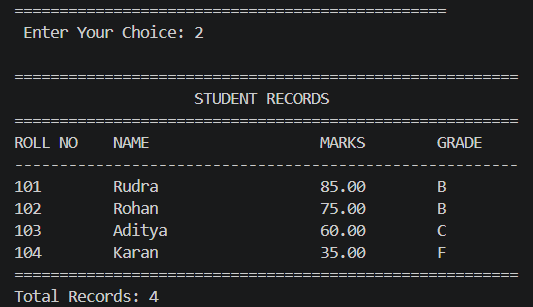 ================================================
 Enter Your Choice: 2
========================================================
                    STUDENT RECORDS
========================================================
ROLL NO    NAME                   MARKS        GRADE
--------------------------------------------------------
101        Rudra                  85.00        B
102        Rohan                  75.00        B
103        Aditya                 60.00        C
104        Karan                  35.00        F
========================================================
Total Records: 4